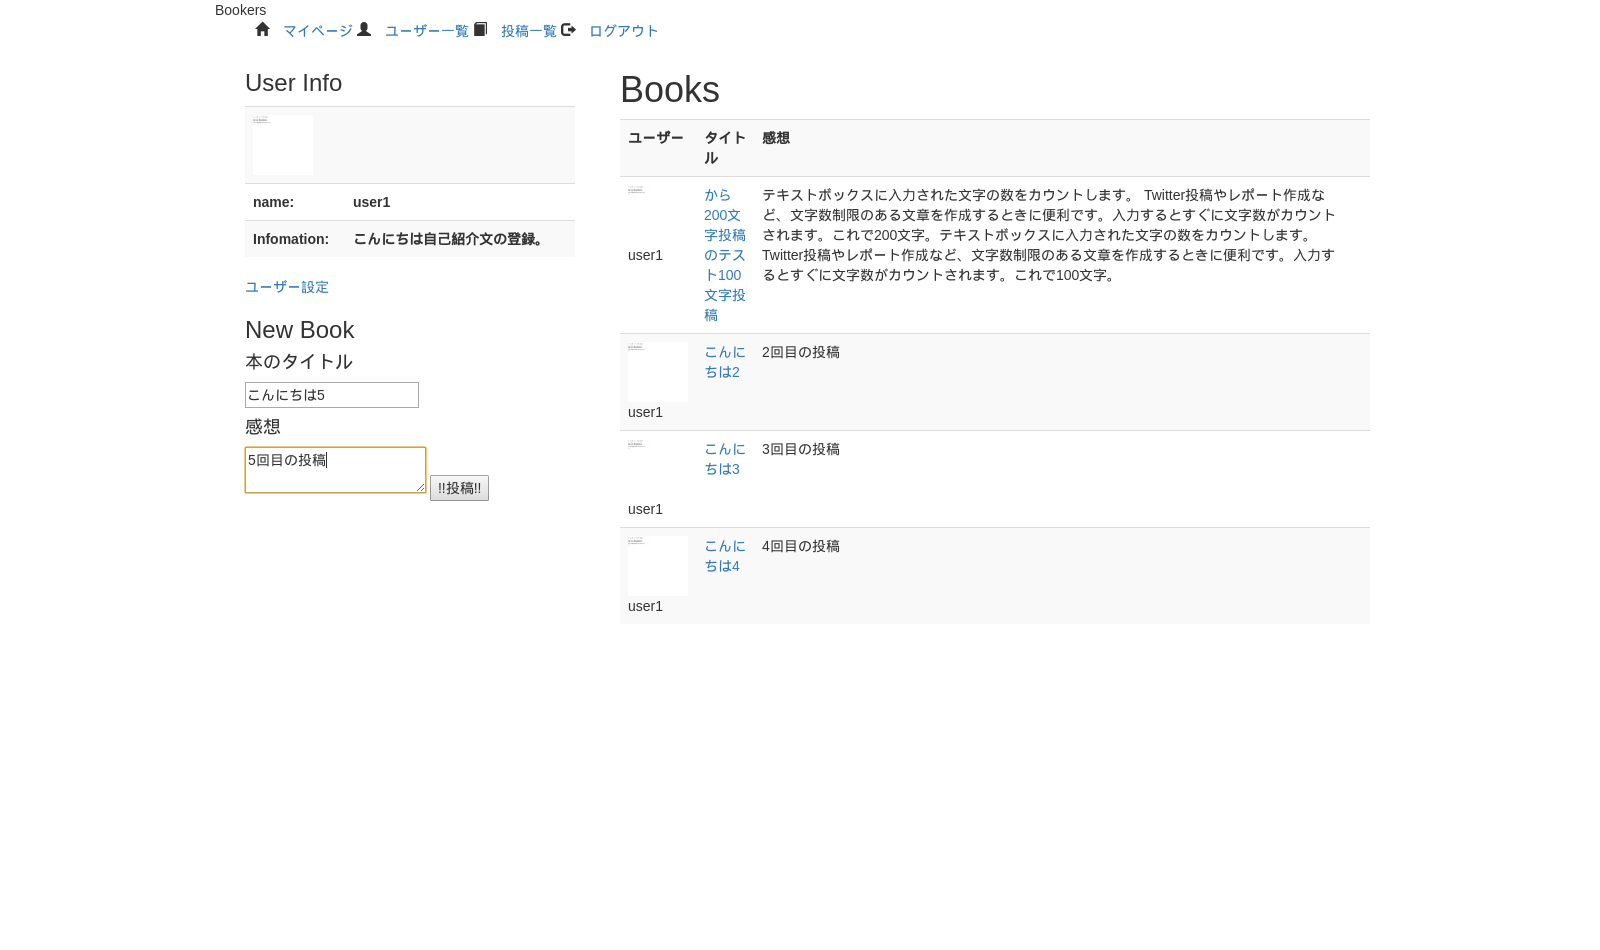 Bookers
マイページ ユーザー一覧 投稿一覧 ログアウト
User Info
name: user1
Infomation: こんにちは自己紹介文の登録。
ユーザー設定
New Book
本のタイトル
こんにちは5
感想
5回目の投稿
!!投稿!!
Books
ユーザー タイト 感想
ル
user1
から
200文
字投稿
のテス
ト100
文字投
稿
テキストボックスに入力された文字の数をカウントします。 Twitter投稿やレポート作成な
ど、文字数制限のある文章を作成するときに便利です。入力するとすぐに文字数がカウント
されます。これで200文字。テキストボックスに入力された文字の数をカウントします。
Twitter投稿やレポート作成など、文字数制限のある文章を作成するときに便利です。入力す
るとすぐに文字数がカウントされます。これで100文字。
user1
こんに
ちは2
2回目の投稿
user1
こんに
ちは3
3回目の投稿
user1
こんに
ちは4
4回目の投稿